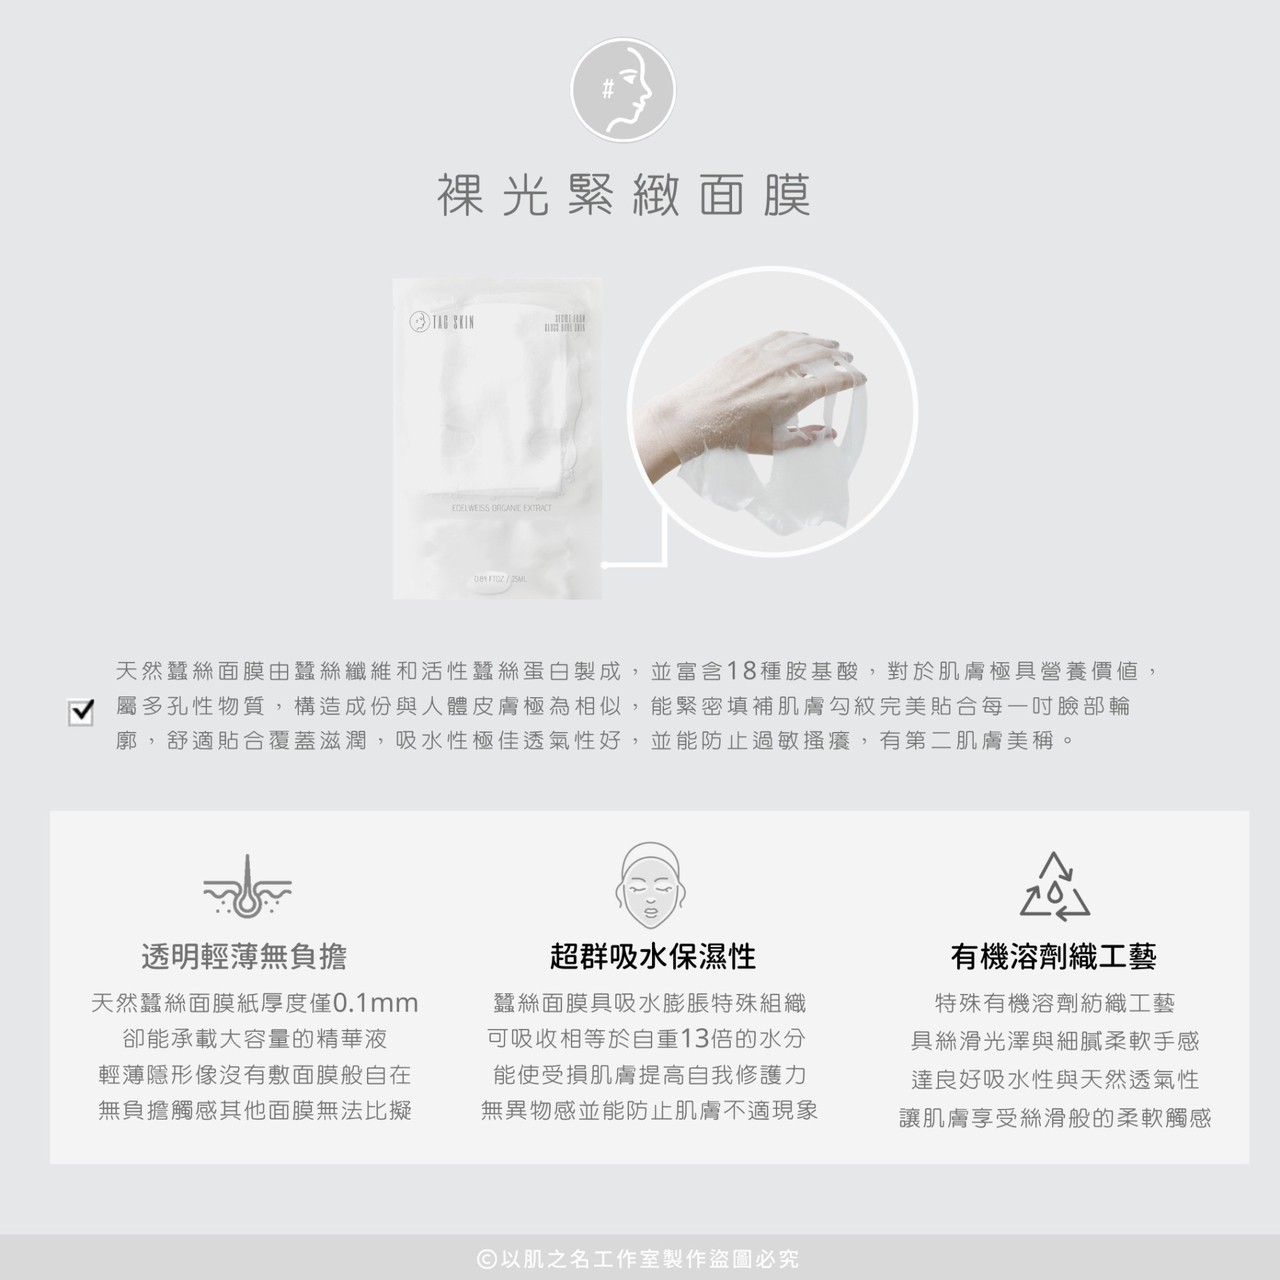 #
裸光緊緻面膜
TAG SKIN
EDELWEISS ORGANIC EXTRACT
天然蠶絲面膜由蠶絲纖維和活性蠶絲蛋白製成，並富含18種胺基酸，對於肌膚極具營養價值，
屬多孔性物質，構造成份與人體皮膚極為相似，能緊密填補肌膚勾紋完美貼合每一吋臉部輪
廓，舒適貼合覆蓋滋潤，吸水性極佳透氣性好，並能防止過敏搔癢，有第二肌膚美稱。
透明輕薄無負擔
天然蠶絲面膜紙厚度僅0.1mm
卻能承載大容量的精華液
輕薄隱形像沒有敷面膜般自在
無負擔觸感其他面膜無法比擬
超群吸水保濕性
蠶絲面膜具吸水膨脹特殊組織
可吸收相等於自重13倍的水分
能使受損肌膚提高自我修護力
無異物感並能防止肌膚不適現象
有機溶劑織工藝
特殊有機溶劑紡織工藝
具絲滑光澤與細膩柔軟手感
達良好吸水性與天然透氣性
讓肌膚享受絲滑般的柔軟觸感
©以肌之名工作室製作盜圖必究